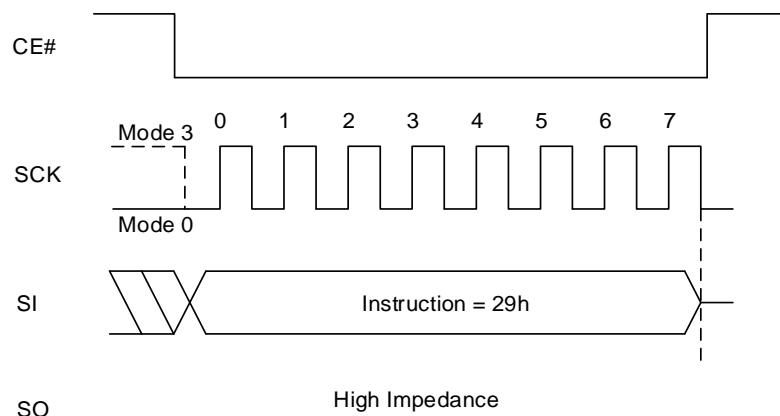 CE#
0 1 2 3 4 5 6 7
Mode 3
SCK
Mode 0
SI Instruction = 29h
SO High Impedance